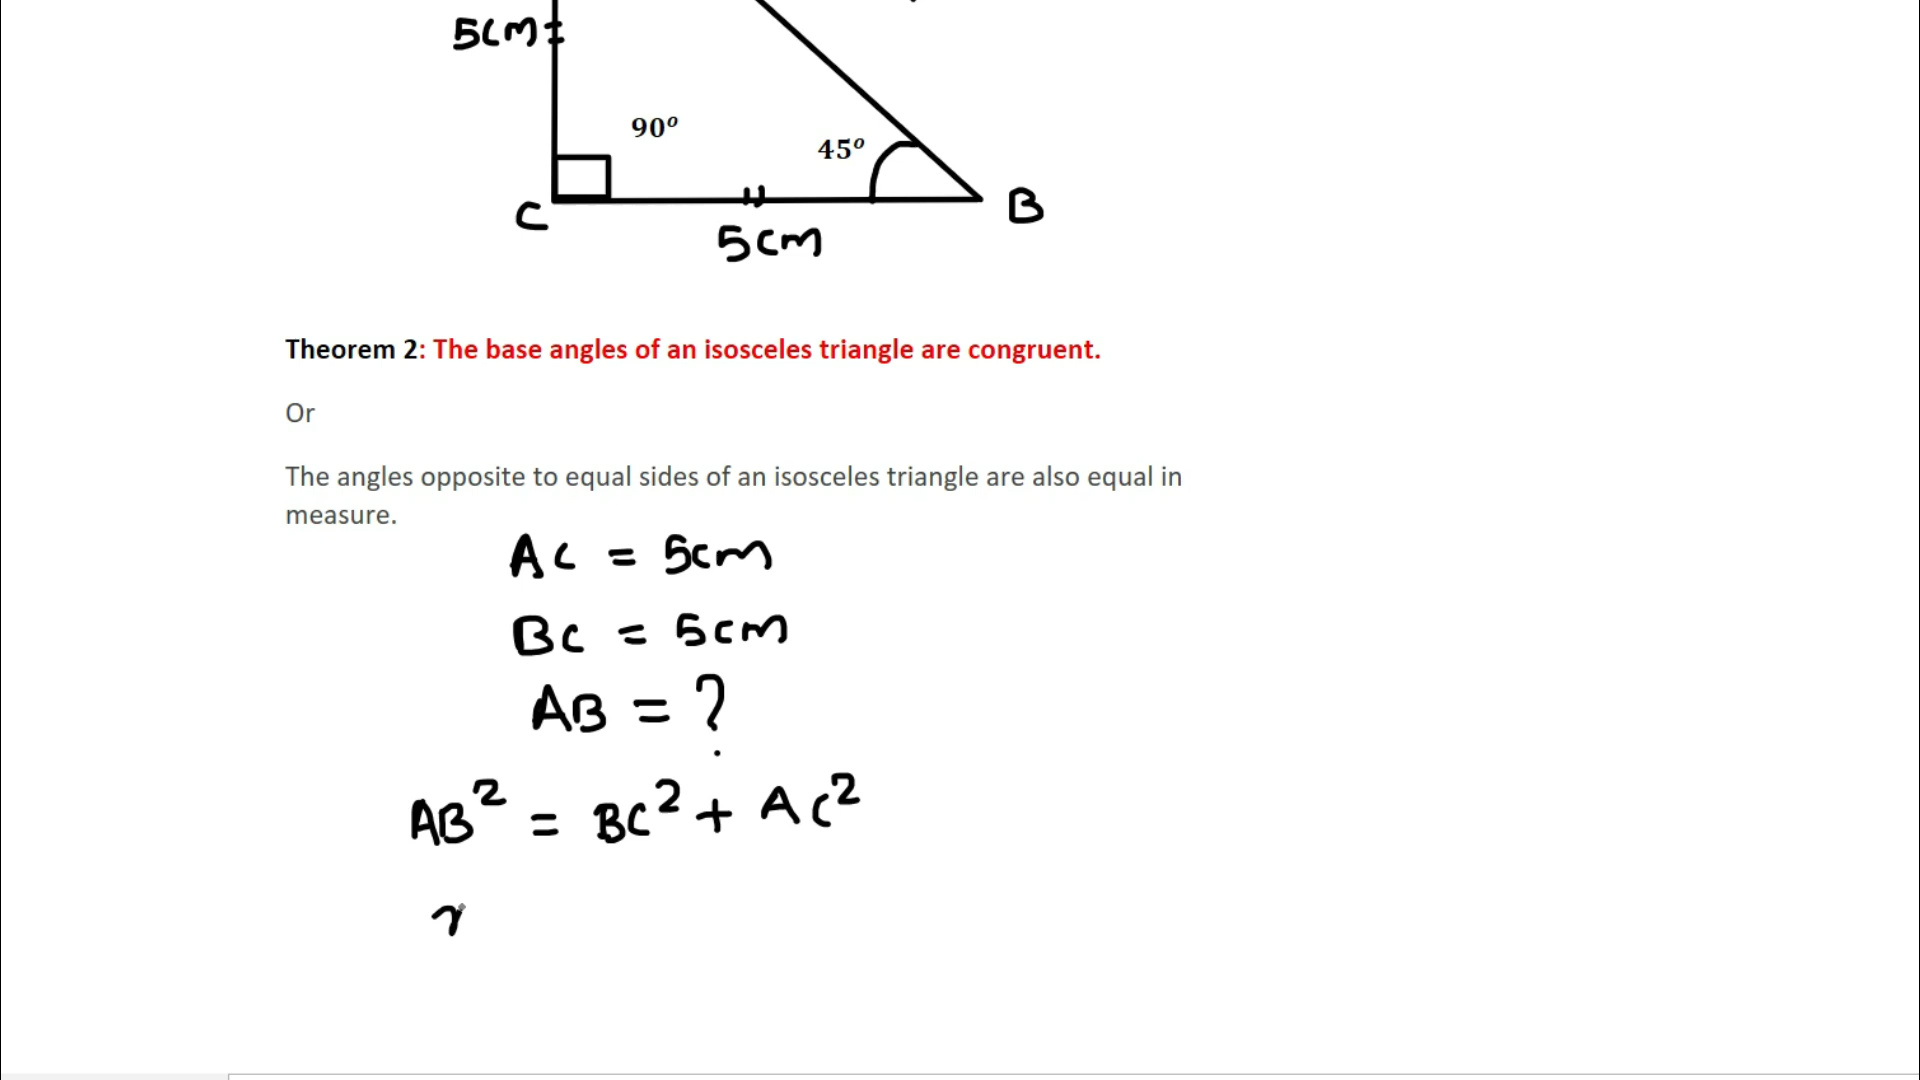 5cm
90°
45°
C
B
5cm
Theorem 2: The base angles of an isosceles triangle are congruent.
Or
The angles opposite to equal sides of an isosceles triangle are also equal in
measure.
AC = 5cm
BC = 5cm
AB = ?
AB² = BC² + AC²